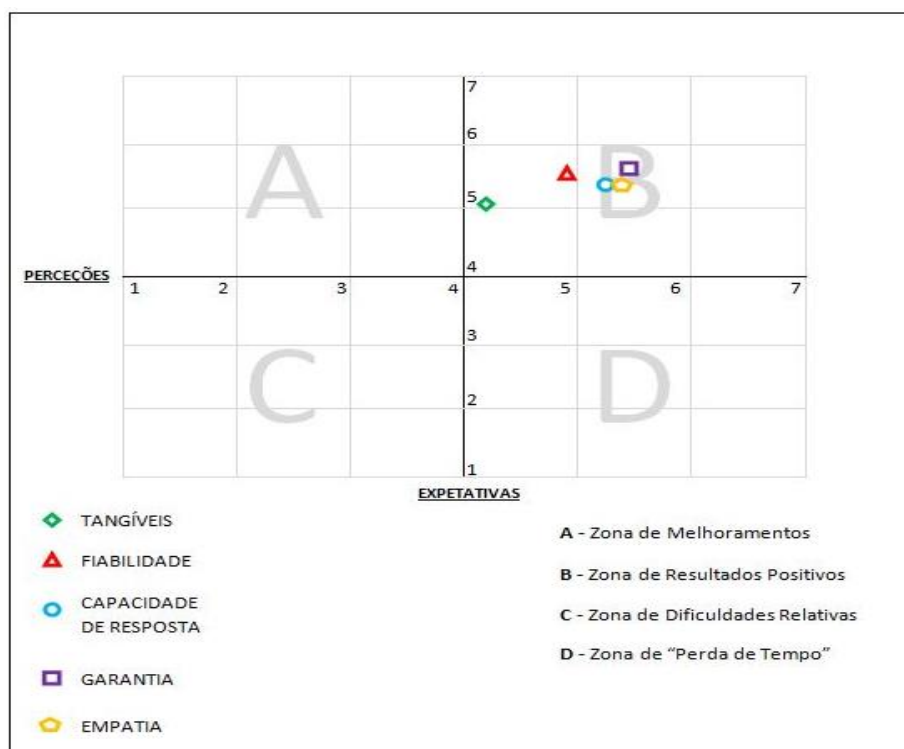 7
A
6
B
5
PERCEÇÕES
4
1 2 3 4 5 6 7
3
C
D
2
1
EXPETATIVAS
TANGÍVEIS
FIABILIDADE
CAPACIDADE
DE RESPOSTA
GARANTIA
EMPATIA
A - Zona de Melhoramentos
B - Zona de Resultados Positivos
C - Zona de Dificuldades Relativas
D - Zona de “Perda de Tempo”